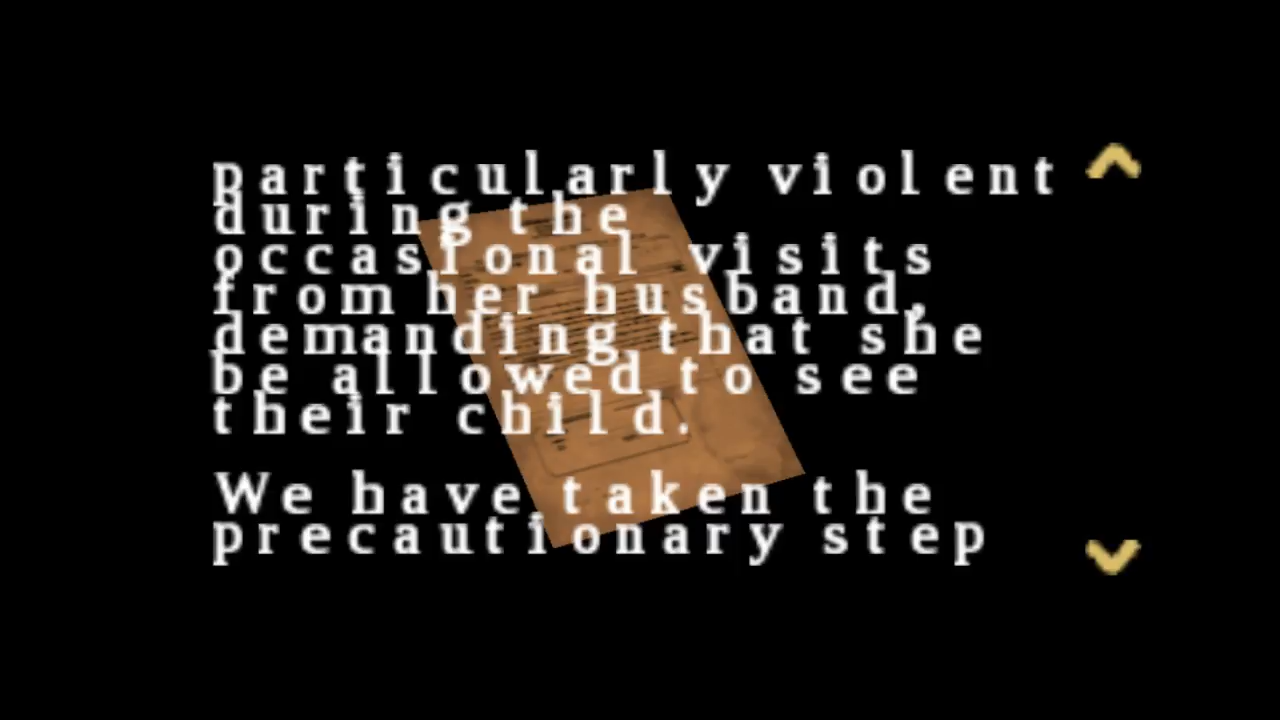 particularly violent
during the
occasional visits
from her husband,
demanding that she
be allowed to see
their child.
We have taken the
precautionary step